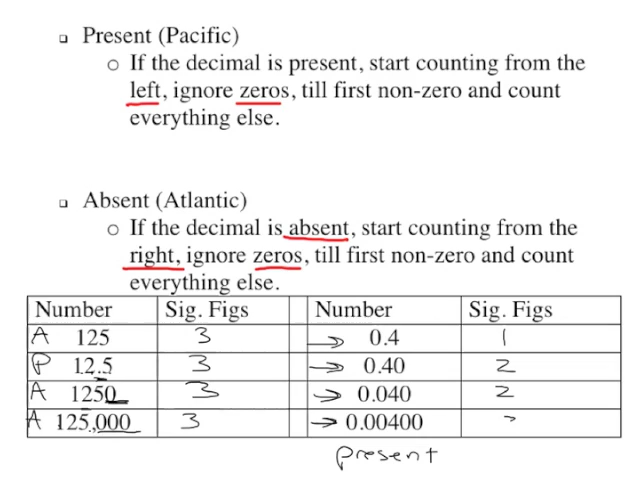 Present (Pacific)
If the decimal is present, start counting from the
left, ignore zeros, till first non-zero and count
everything else.
Absent (Atlantic)
If the decimal is absent, start counting from the
right, ignore zeros, till first non-zero and count
everything else.
Number Sig. Figs Number Sig. Figs
A 125 3 → 0.4 1
P 12.5 3 → 0.40 2
A 1250 3 → 0.040 2
A 125,000 3 → 0.00400
present